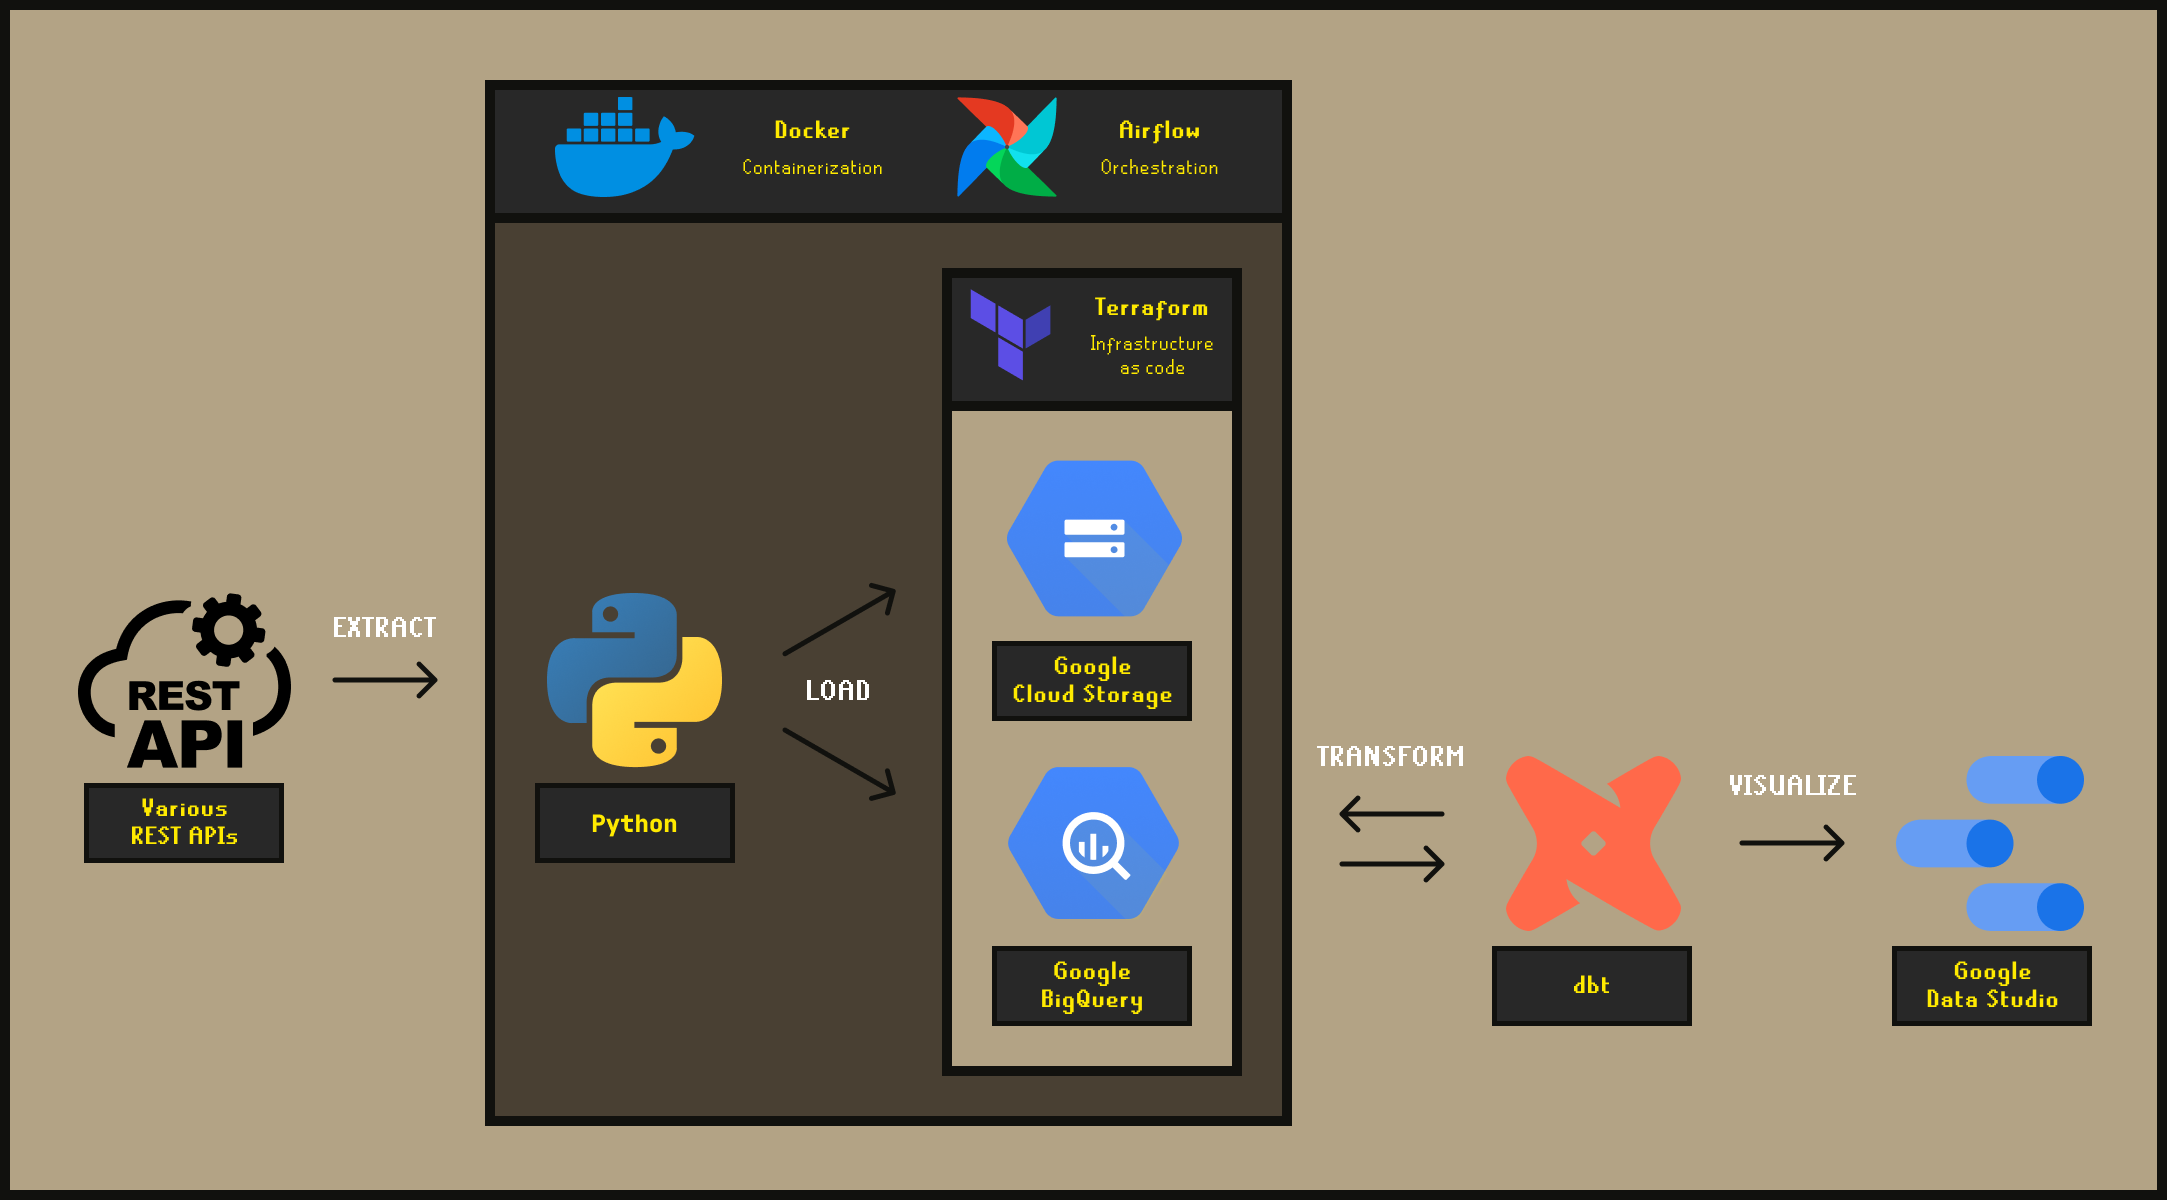 Docker
Containerization
Airflow
Orchestration
Terraform
Infrastructure
as code
EXTRACT
REST
API
Various
REST APIs
Python
LOAD
Google
Cloud Storage
Google
BigQuery
TRANSFORM
dbt
VISUALIZE
Google
Data Studio